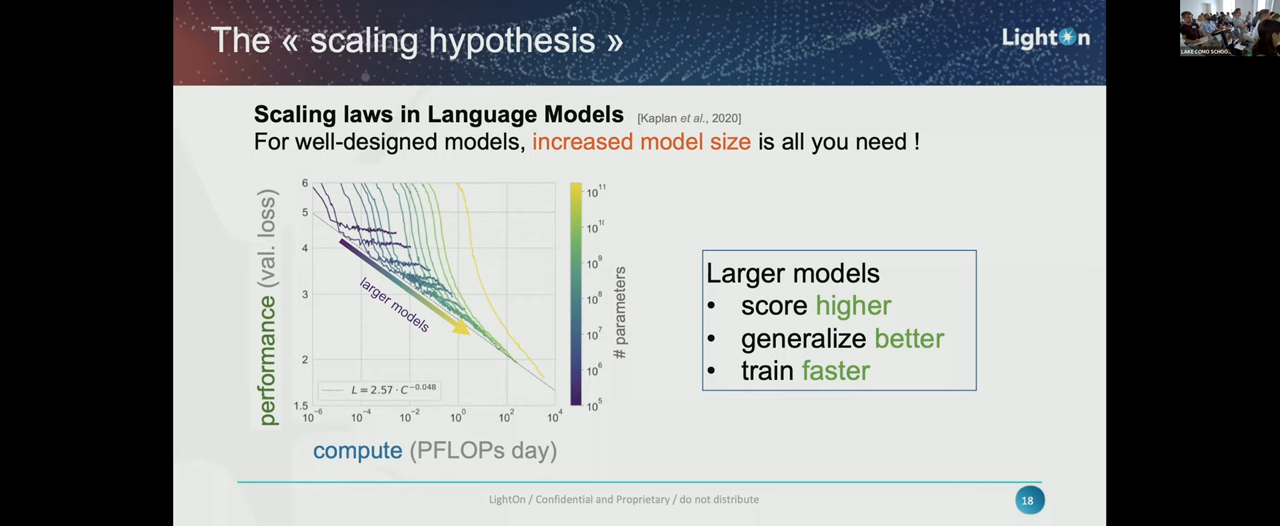 The « scaling hypothesis »
LightOn
LAKE COMO SCHOO...
Scaling laws in Language Models [Kaplan et al., 2020]
For well-designed models, increased model size is all you need !
performance (val. loss)
6
5
4
3
2
1.5
larger models
L = 2.57 · C^-0.048
10^-6 10^-4 10^-2 10^0 10^2 10^4
compute (PFLOPs day)
10^11
10^10
10^9
10^8
10^7
10^6
10^5
# parameters
Larger models
• score higher
• generalize better
• train faster
LightOn / Confidential and Proprietary / do not distribute
18